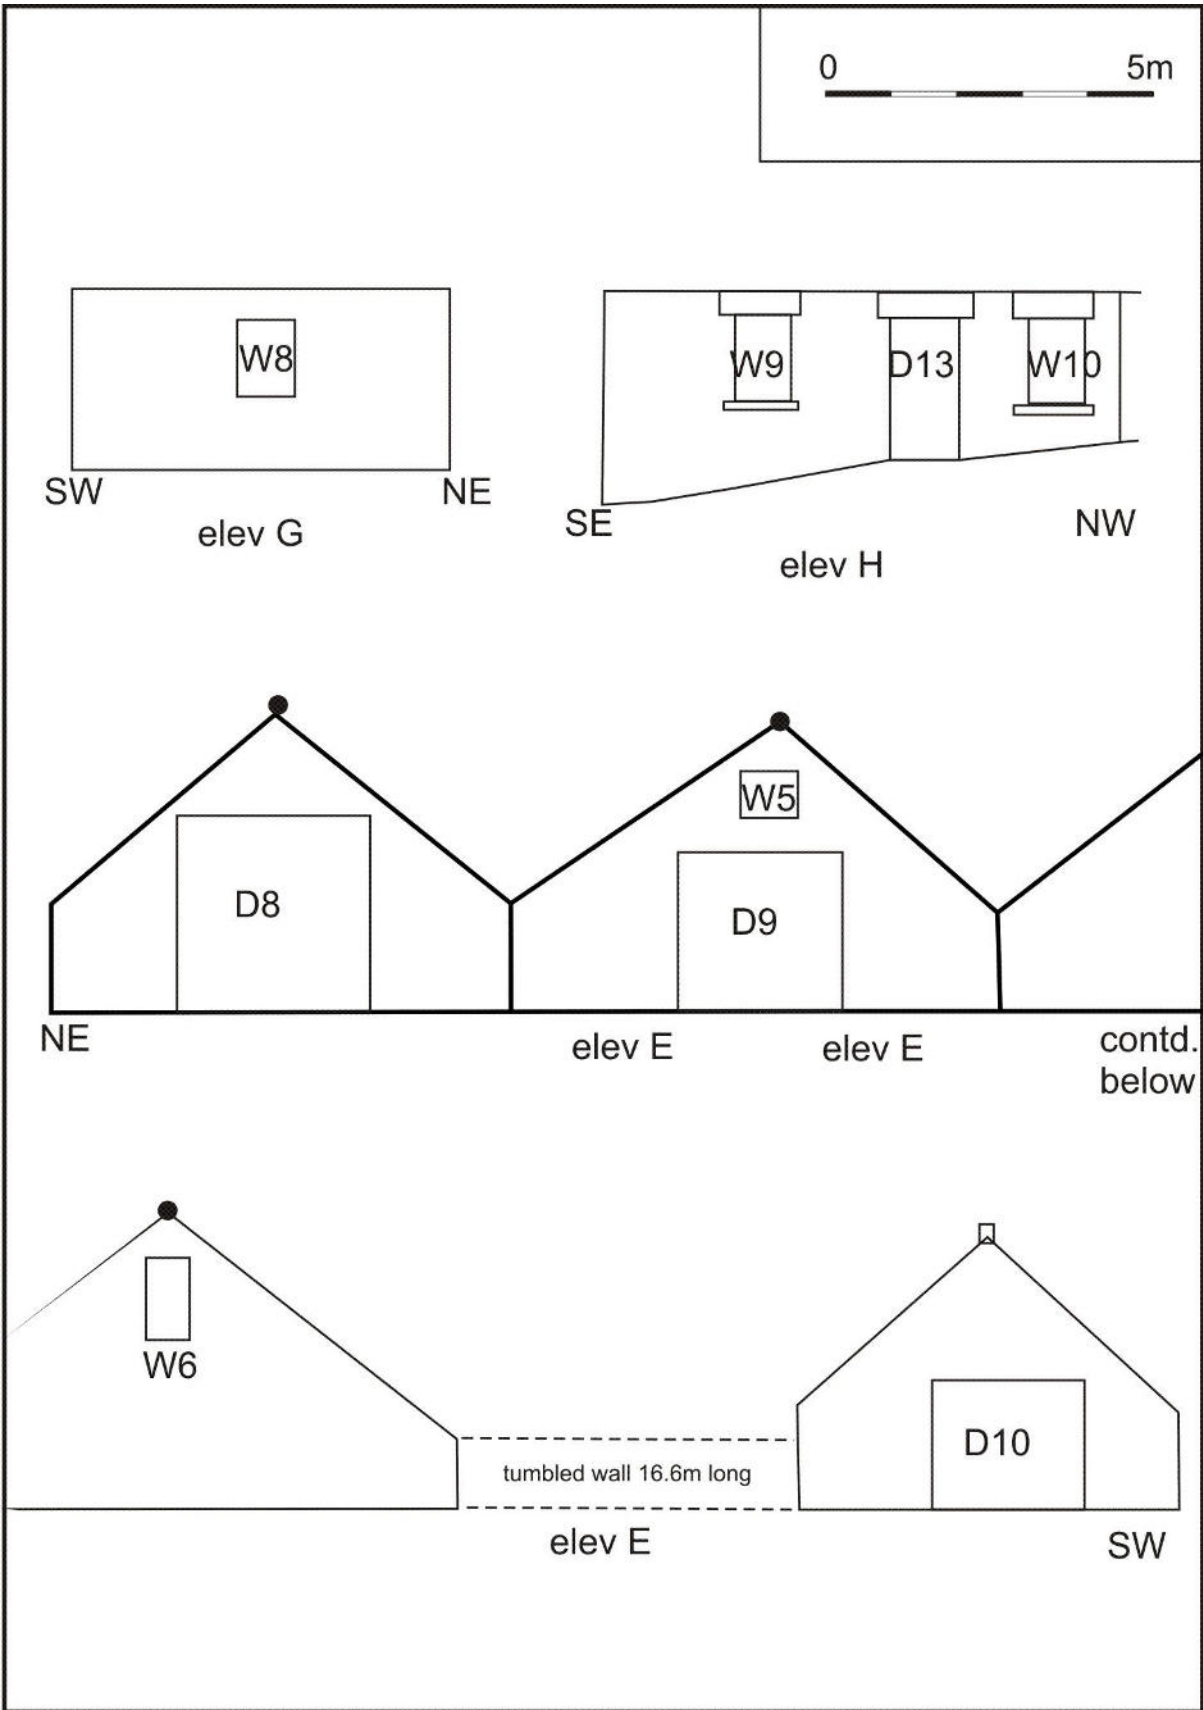 0 5m
W8
W9 D13 W10
SW NE
elev G
SE NW
elev H
W5
D8 D9
NE elev E elev E contd.
below
W6
D10
tumbled wall 16.6m long
elev E SW